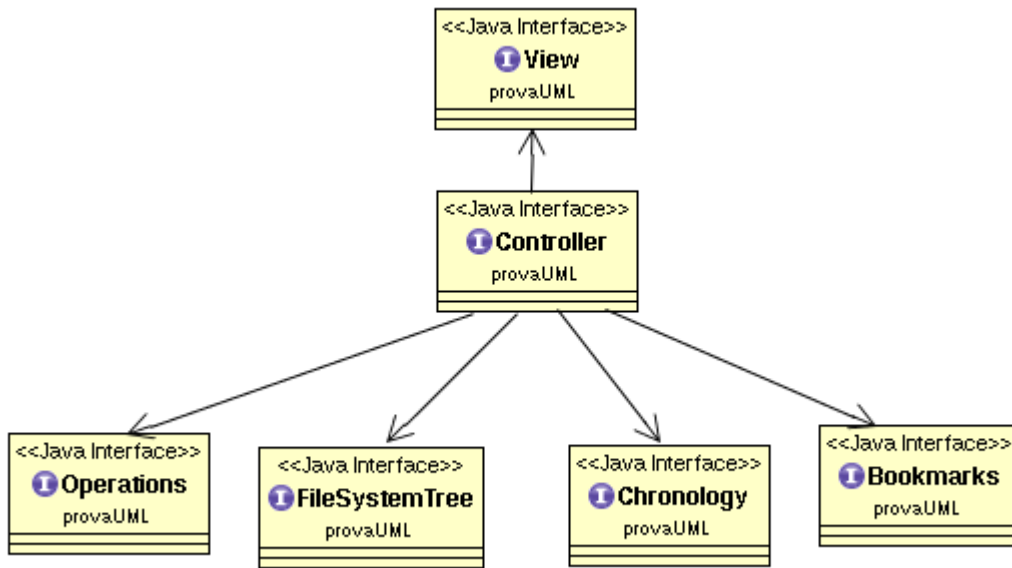 <<Java Interface>>
I View
provaUML
<<Java Interface>>
I Controller
provaUML
<<Java Interface>>
I Operations
provaUML
<<Java Interface>>
I FileSystemTree
provaUML
<<Java Interface>>
I Chronology
provaUML
<<Java Interface>>
I Bookmarks
provaUML